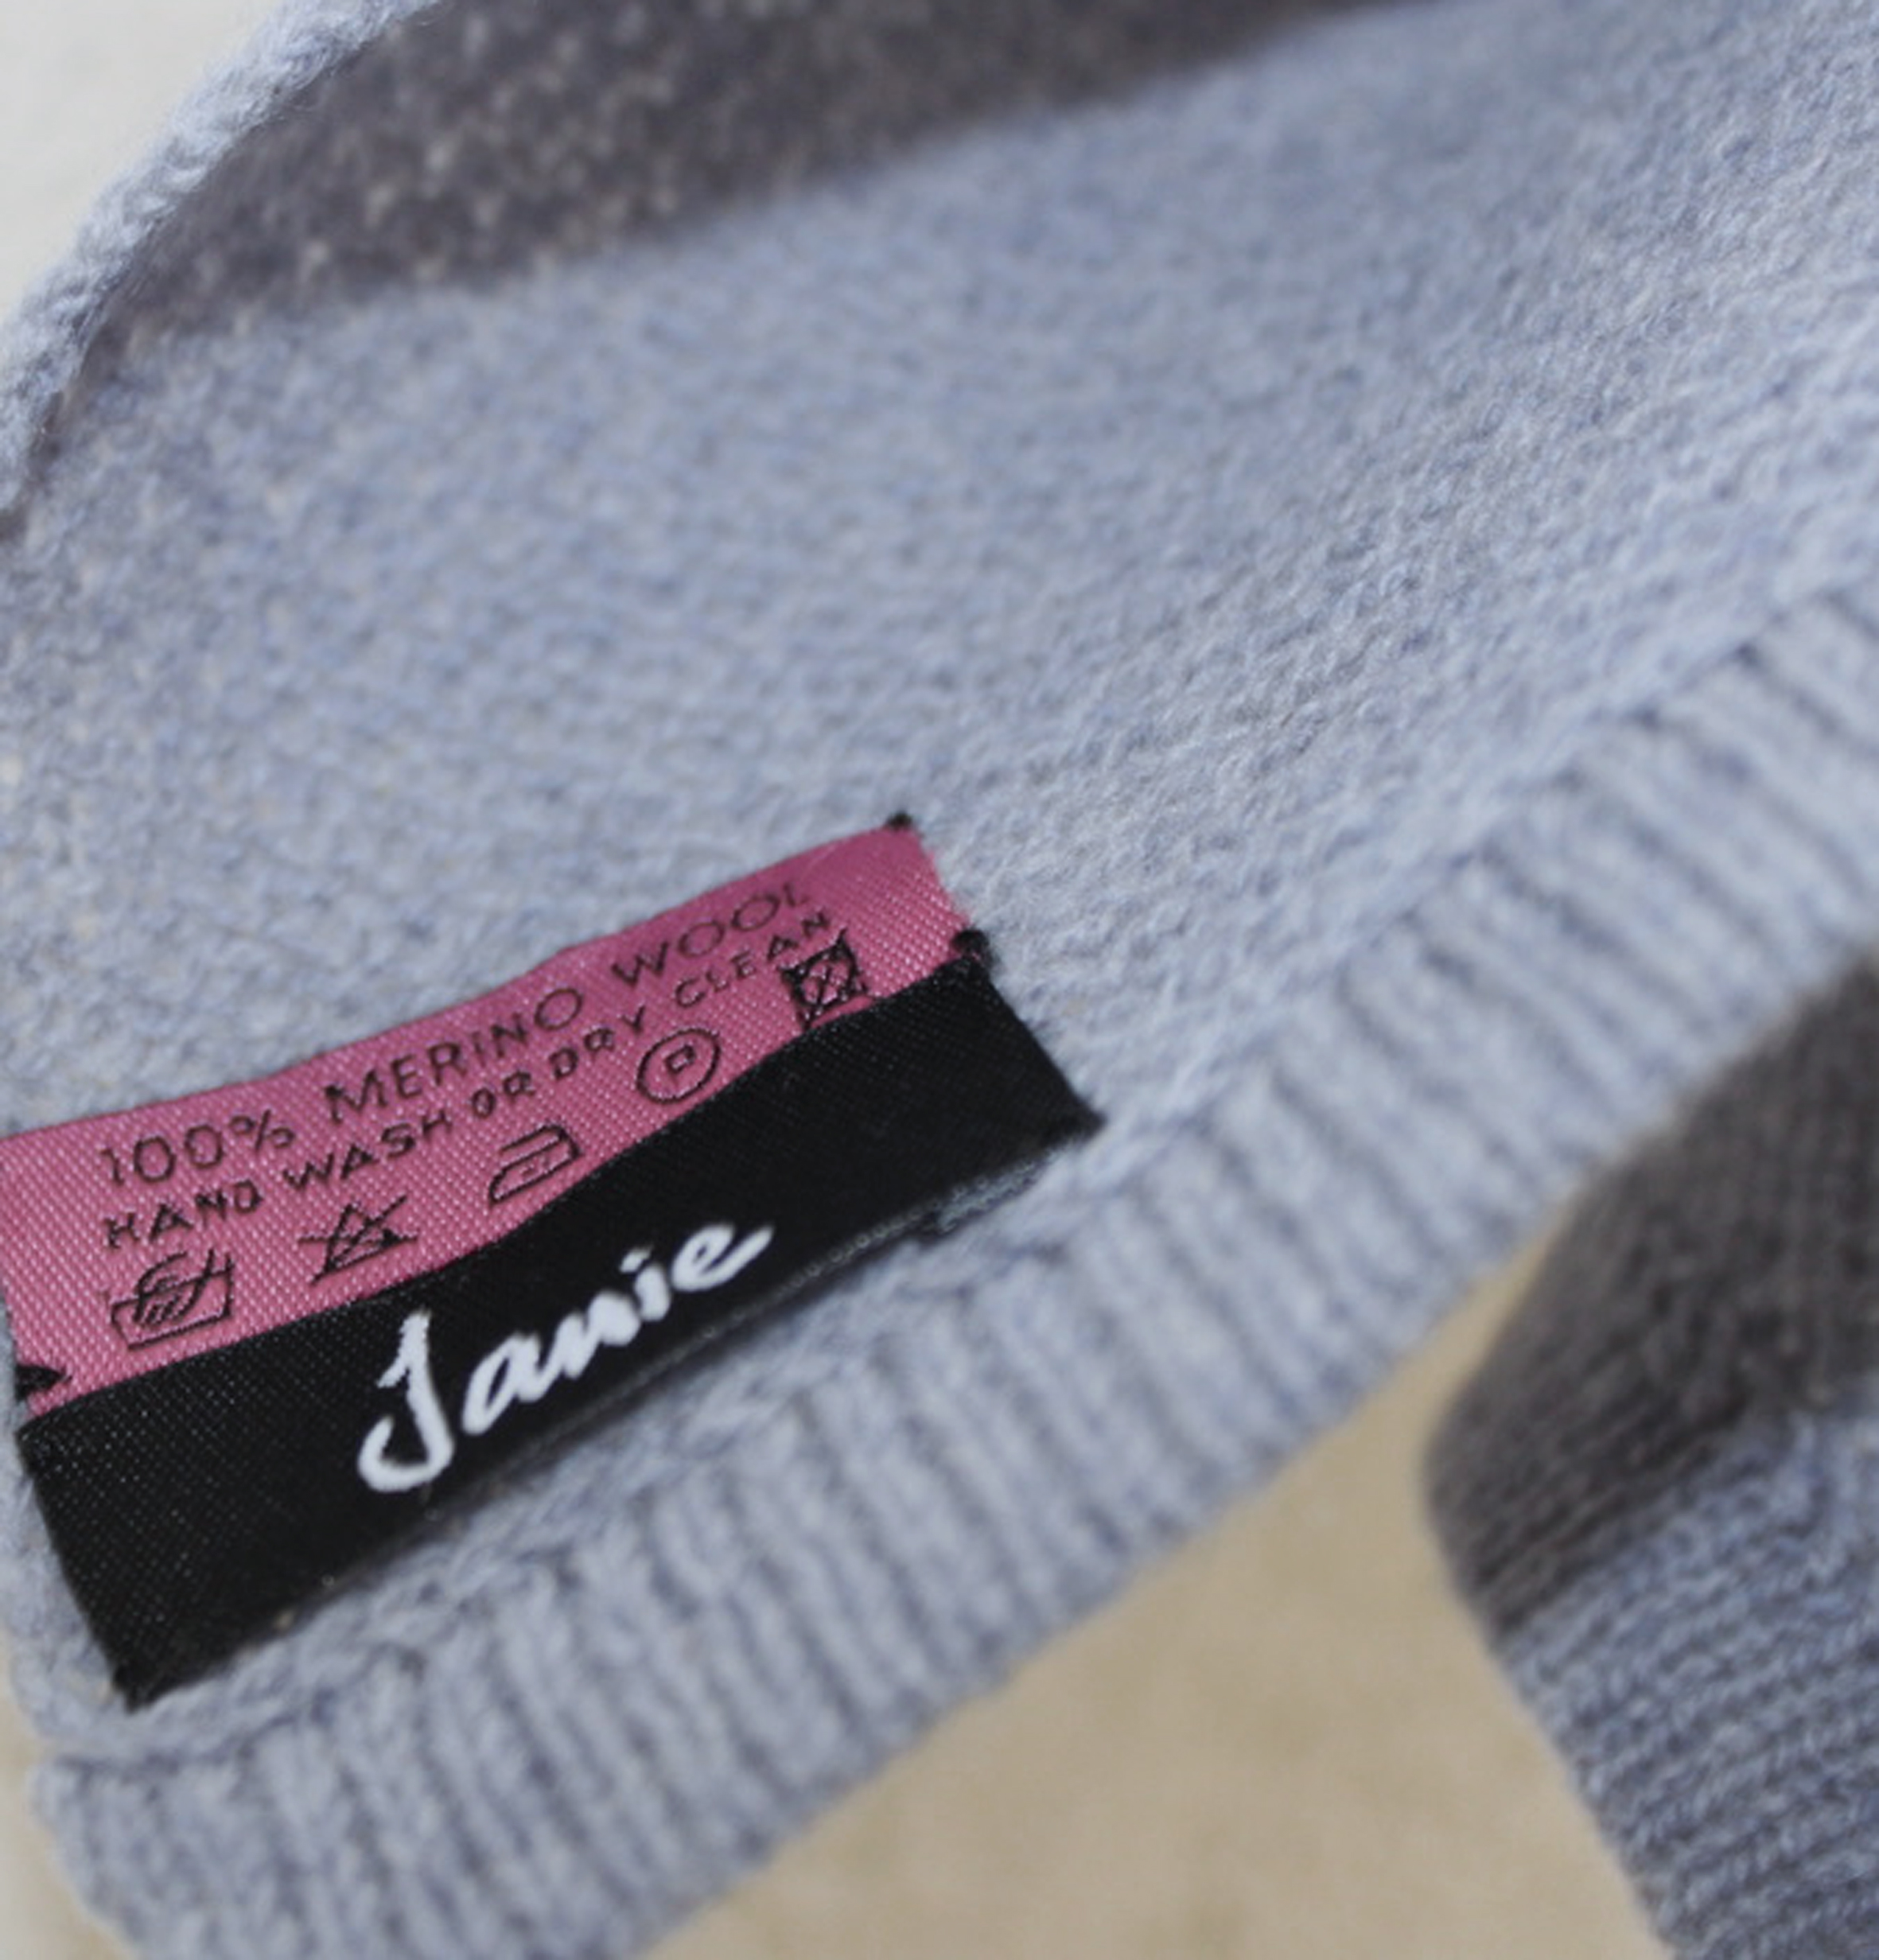 100% MERINO WOOL
HAND WASH OR DRY CLEAN
P
Janie